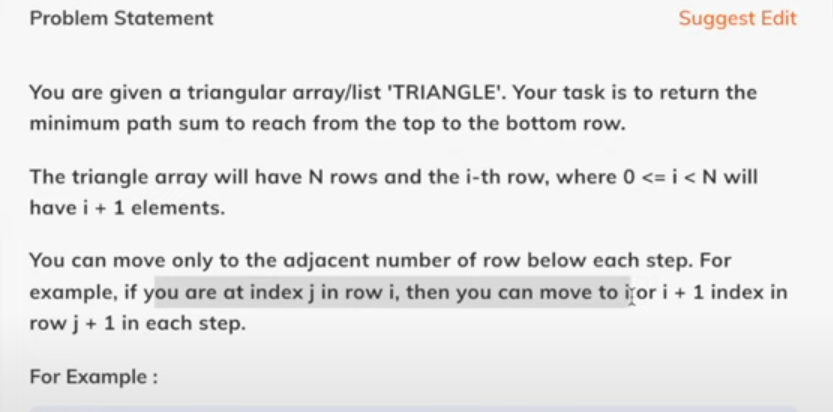 Problem Statement
Suggest Edit
You are given a triangular array/list 'TRIANGLE'. Your task is to return the
minimum path sum to reach from the top to the bottom row.
The triangle array will have N rows and the i-th row, where 0 <= i < N will
have i + 1 elements.
You can move only to the adjacent number of row below each step. For
example, if you are at index j in row i, then you can move to i or i + 1 index in
row j + 1 in each step.
For Example :